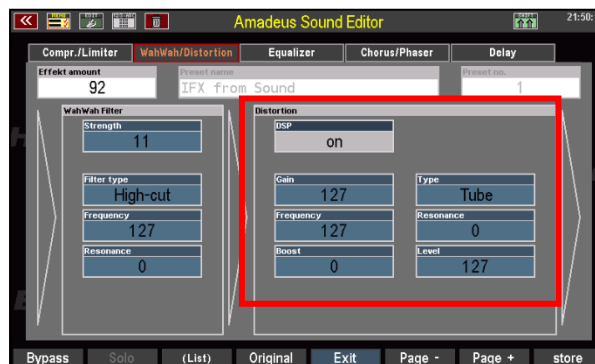 Amadeus Sound Editor
21:50:
Compr./Limiter WahWah/Distortion Equalizer Chorus/Phaser Delay
Effekt amount Preset name Preset no.
92 IFX from Sound 1
WahWah Filter Distortion
Strength DSP
11 on
Filter type Gain Type
High-cut 127 Tube
Frequency Frequency Resonance
127 127 0
Resonance Boost Level
0 0 127
Bypass Solo (List) Original Exit Page - Page + store